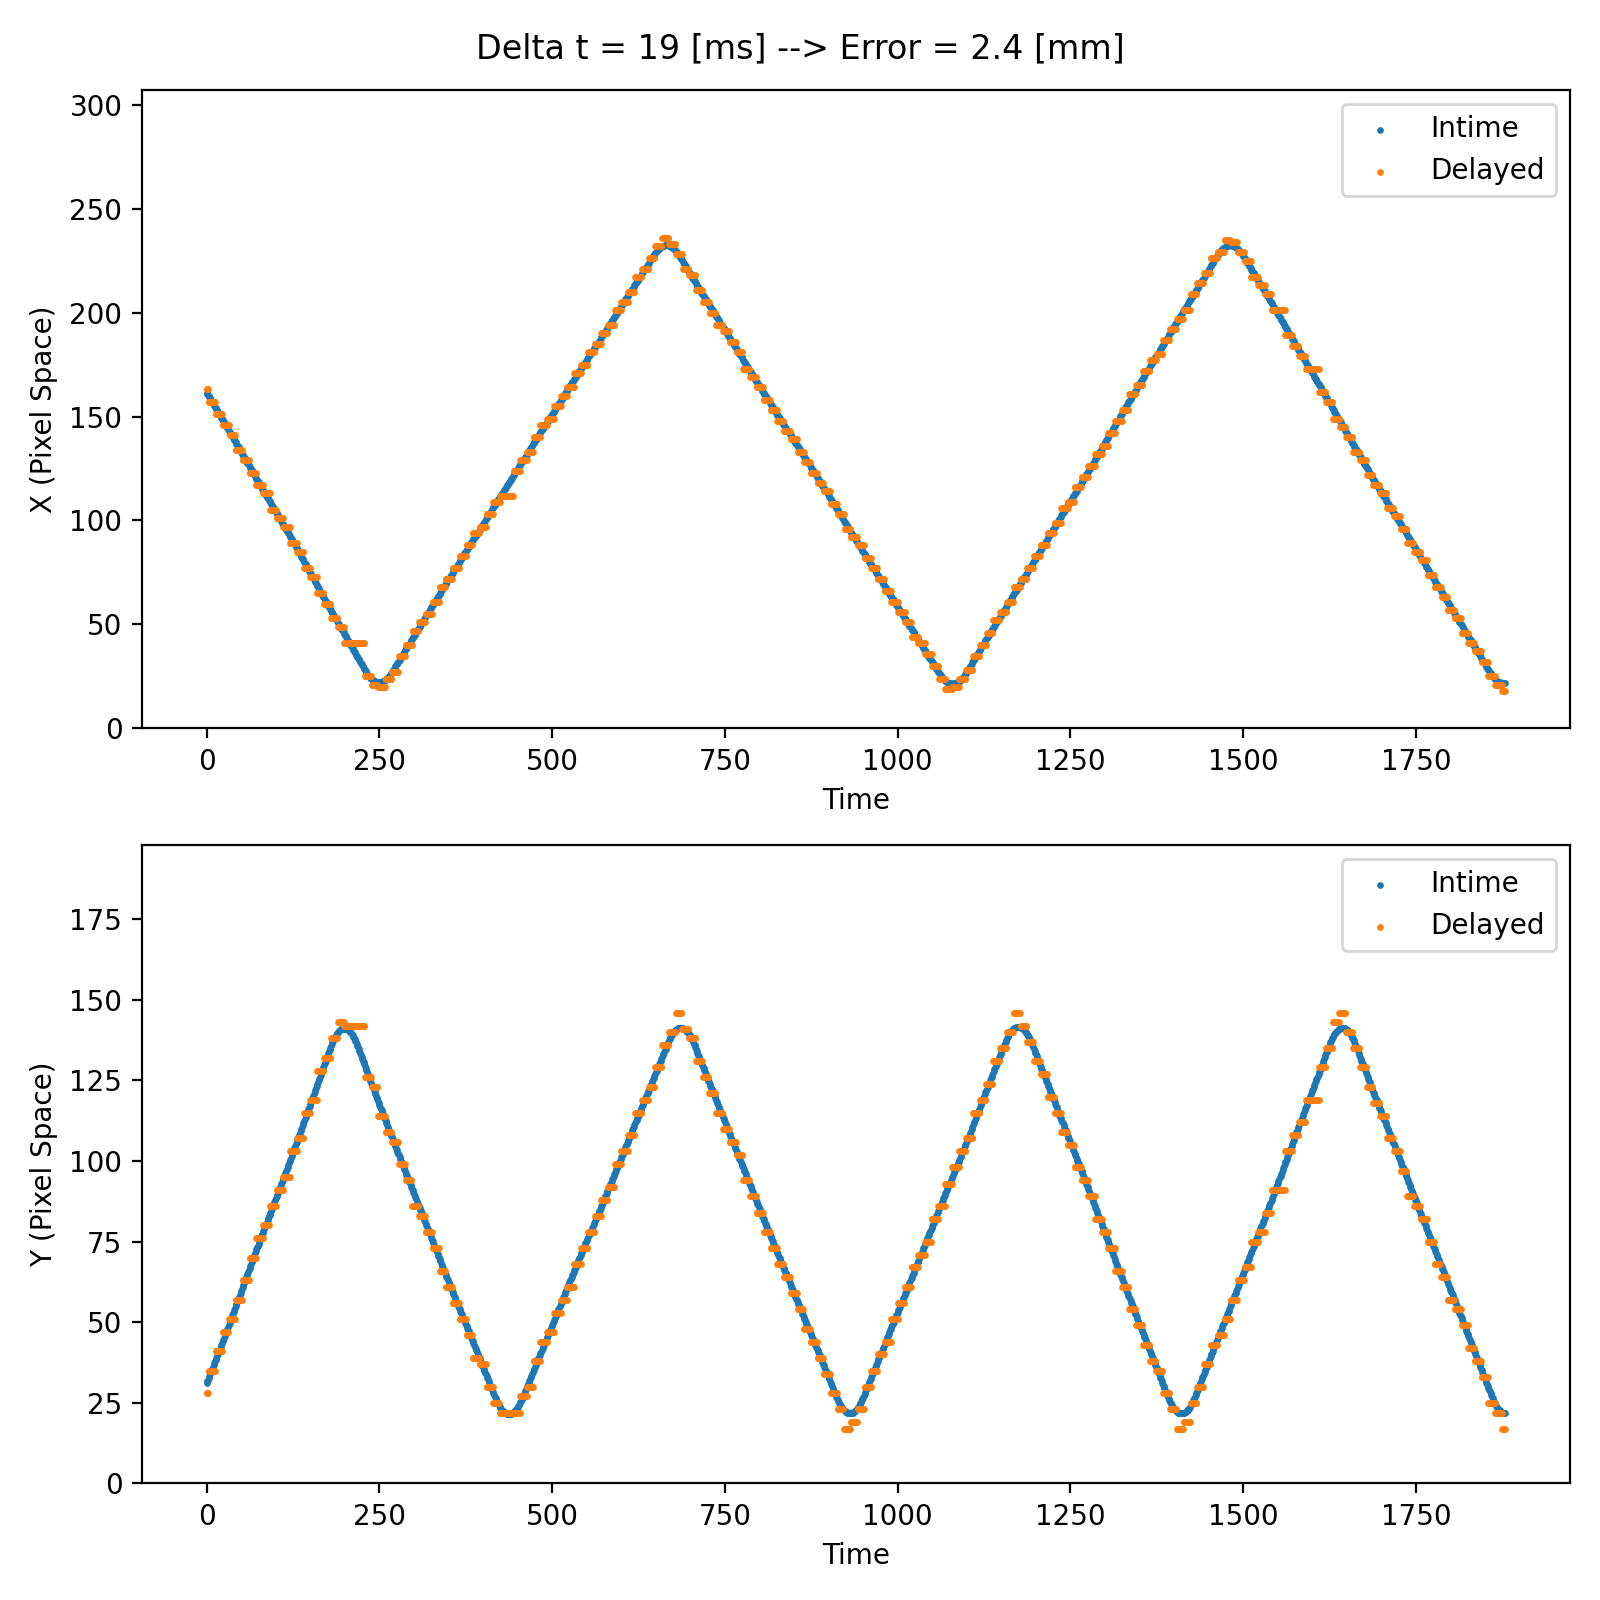 Delta t = 19 [ms] --> Error = 2.4 [mm]
300
250
200
150
100
50
0
X (Pixel Space)
Intime
Delayed
0 250 500 750 1000 1250 1500 1750
Time
175
150
125
100
75
50
25
0
Y (Pixel Space)
Intime
Delayed
0 250 500 750 1000 1250 1500 1750
Time